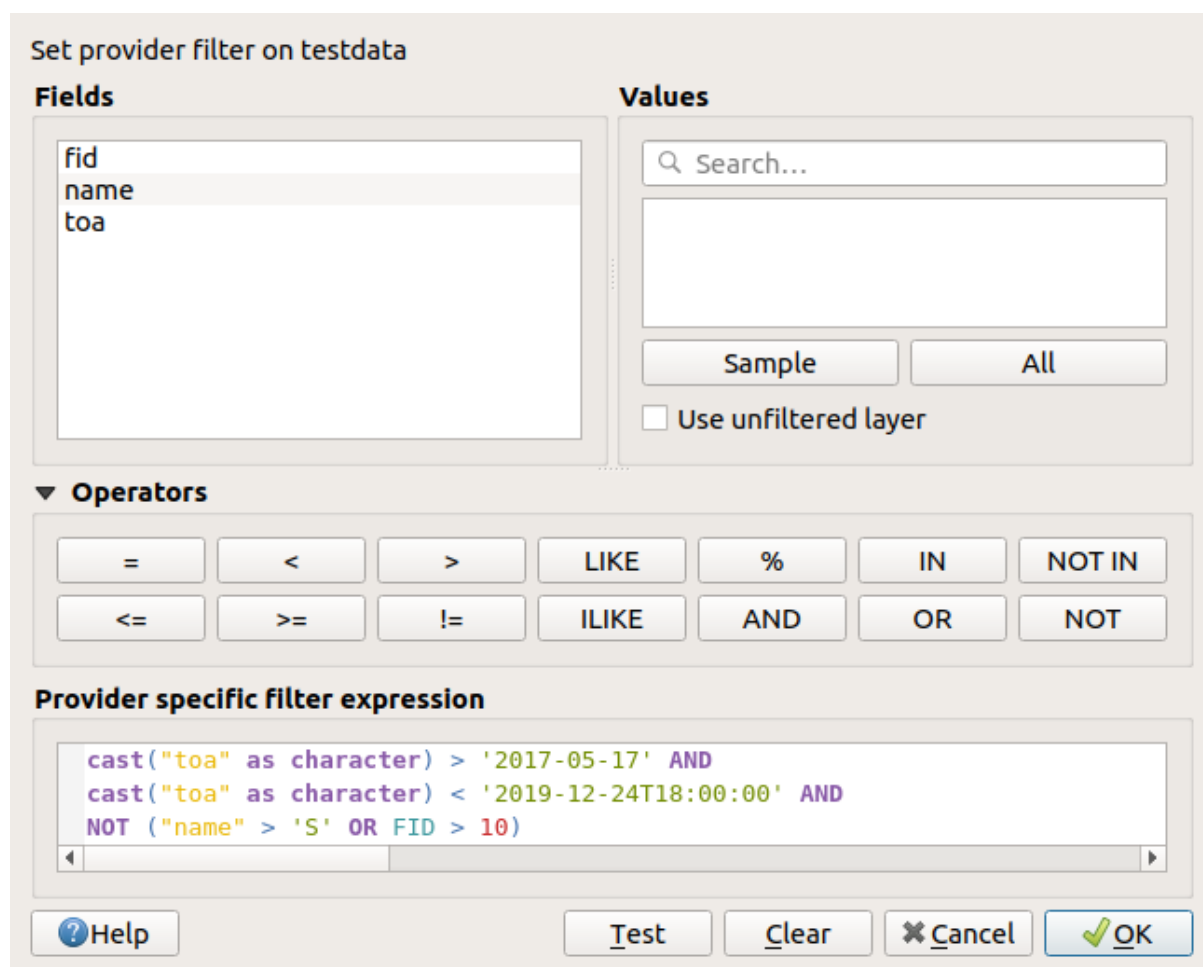 Set provider filter on testdata
Fields
Values
fid
name
toa
Search...
Sample
All
Use unfiltered layer
Operators
= < > LIKE % IN NOT IN
<= >= != ILIKE AND OR NOT
Provider specific filter expression
cast("toa" as character) > '2017-05-17' AND
cast("toa" as character) < '2019-12-24T18:00:00' AND
NOT ("name" > 'S' OR FID > 10)
Help Test Clear Cancel OK